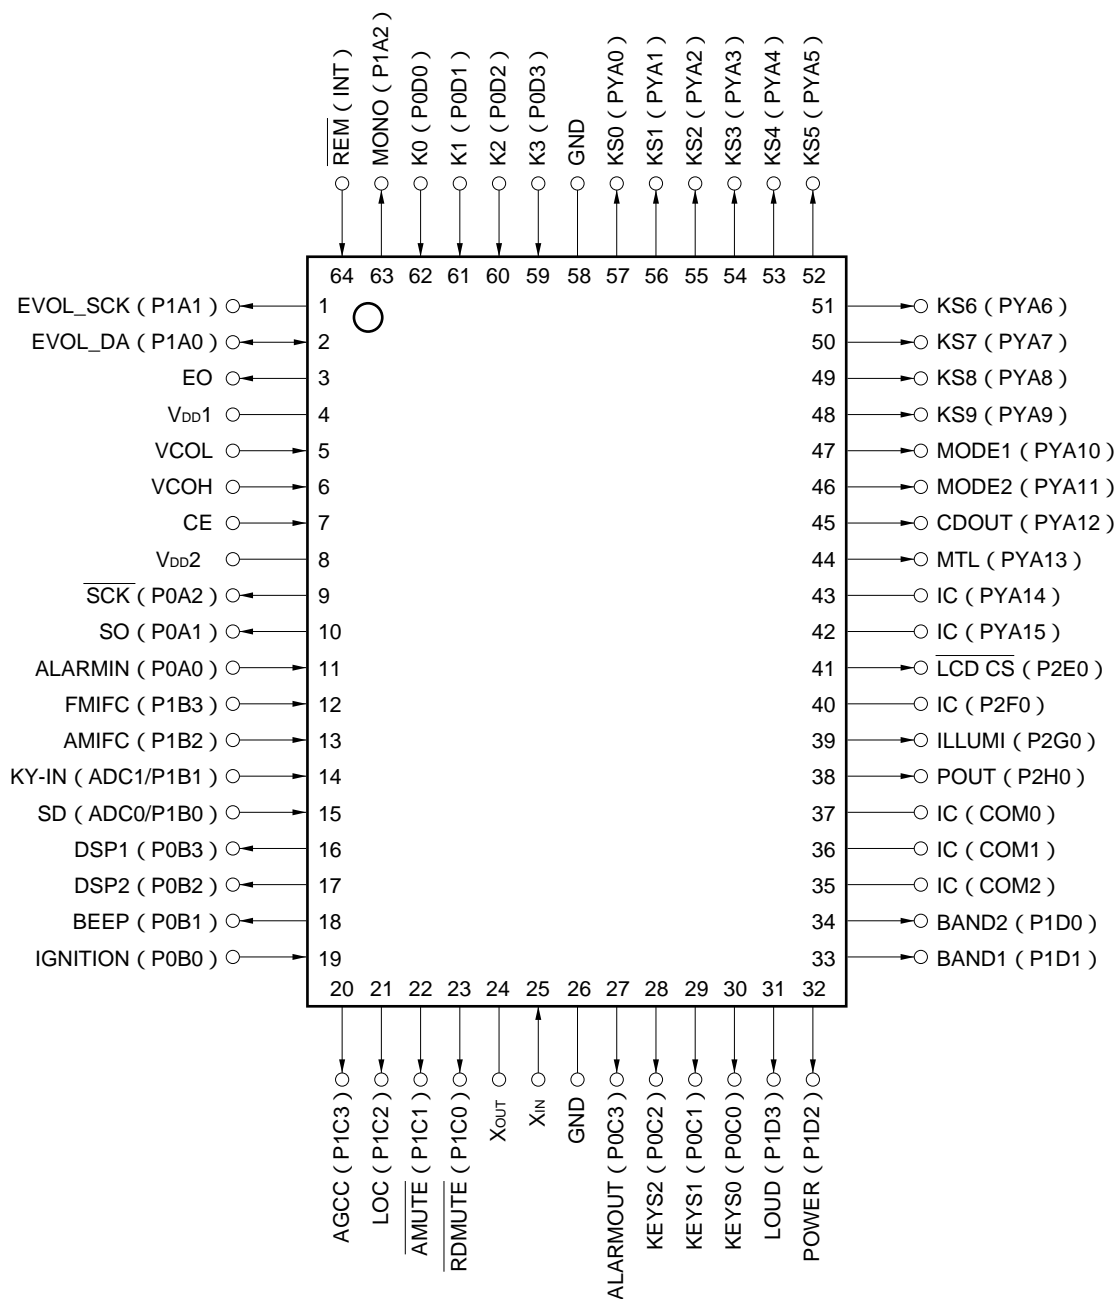 REM ( INT )
MONO ( P1A2 )
K0 ( P0D0 )
K1 ( P0D1 )
K2 ( P0D2 )
K3 ( P0D3 )
GND
KS0 ( PYA0 )
KS1 ( PYA1 )
KS2 ( PYA2 )
KS3 ( PYA3 )
KS4 ( PYA4 )
KS5 ( PYA5 )
64 63 62 61 60 59 58 57 56 55 54 53 52
EVOL_SCK ( P1A1 ) 1
EVOL_DA ( P1A0 ) 2
EO 3
VDD1 4
VCOL 5
VCOH 6
CE 7
VDD2 8
SCK ( P0A2 ) 9
SO ( P0A1 ) 10
ALARMIN ( P0A0 ) 11
FMIFC ( P1B3 ) 12
AMIFC ( P1B2 ) 13
KY-IN ( ADC1/P1B1 ) 14
SD ( ADC0/P1B0 ) 15
DSP1 ( P0B3 ) 16
DSP2 ( P0B2 ) 17
BEEP ( P0B1 ) 18
IGNITION ( P0B0 ) 19
51 KS6 ( PYA6 )
50 KS7 ( PYA7 )
49 KS8 ( PYA8 )
48 KS9 ( PYA9 )
47 MODE1 ( PYA10 )
46 MODE2 ( PYA11 )
45 CDOUT ( PYA12 )
44 MTL ( PYA13 )
43 IC ( PYA14 )
42 IC ( PYA15 )
41 LCD CS ( P2E0 )
40 IC ( P2F0 )
39 ILLUMI ( P2G0 )
38 POUT ( P2H0 )
37 IC ( COM0 )
36 IC ( COM1 )
35 IC ( COM2 )
34 BAND2 ( P1D0 )
33 BAND1 ( P1D1 )
20 21 22 23 24 25 26 27 28 29 30 31 32
AGCC ( P1C3 )
LOC ( P1C2 )
AMUTE ( P1C1 )
RDMUTE ( P1C0 )
XOUT
XIN
GND
ALARMOUT ( P0C3 )
KEYS2 ( P0C2 )
KEYS1 ( P0C1 )
KEYS0 ( P0C0 )
LOUD ( P1D3 )
POWER ( P1D2 )